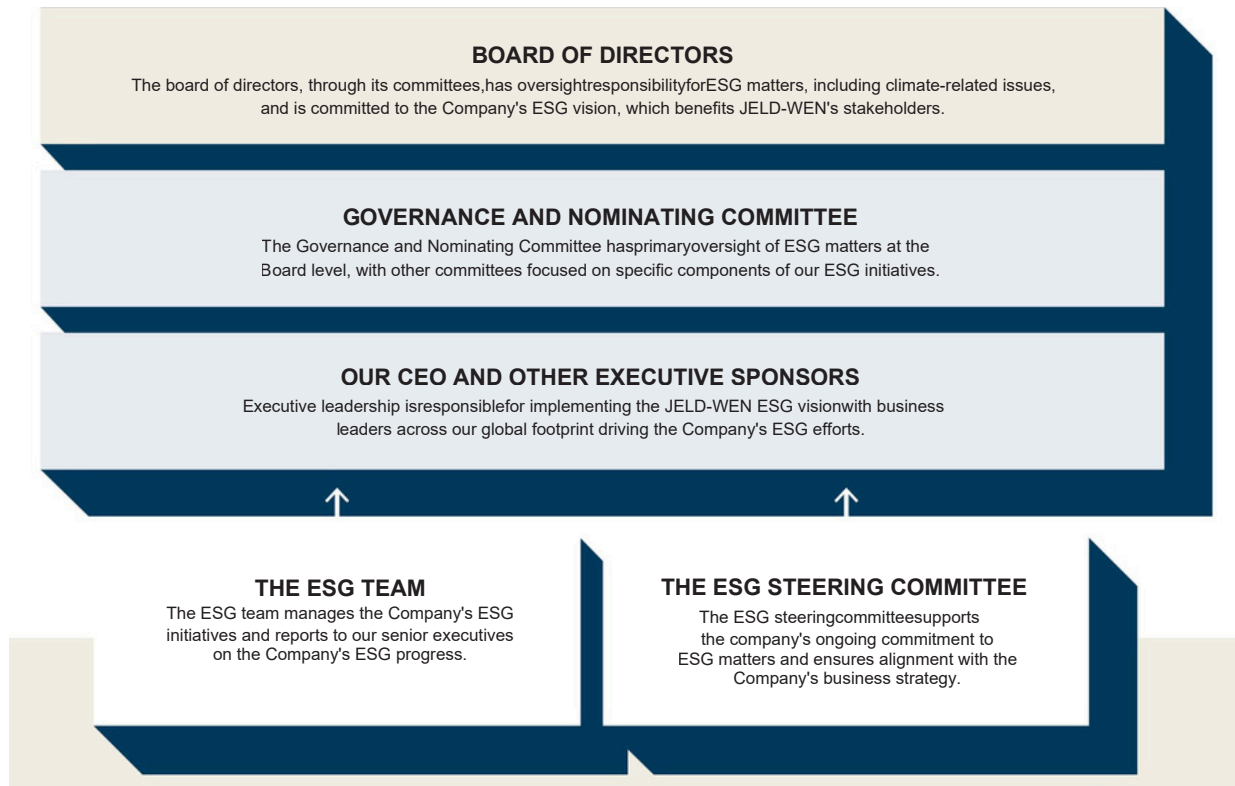 BOARD OF DIRECTORS
The board of directors, through its committees,has oversightresponsibilityforESG matters, including climate-related issues,
and is committed to the Company's ESG vision, which benefits JELD-WEN's stakeholders.
GOVERNANCE AND NOMINATING COMMITTEE
The Governance and Nominating Committee hasprimaryoversight of ESG matters at the
Board level, with other committees focused on specific components of our ESG initiatives.
OUR CEO AND OTHER EXECUTIVE SPONSORS
Executive leadership isresponsiblefor implementing the JELD-WEN ESG visionwith business
leaders across our global footprint driving the Company's ESG efforts.
THE ESG TEAM
The ESG team manages the Company's ESG
initiatives and reports to our senior executives
on the Company's ESG progress.
THE ESG STEERING COMMITTEE
The ESG steeringcommitteesupports
the company's ongoing commitment to
ESG matters and ensures alignment with the
Company's business strategy.